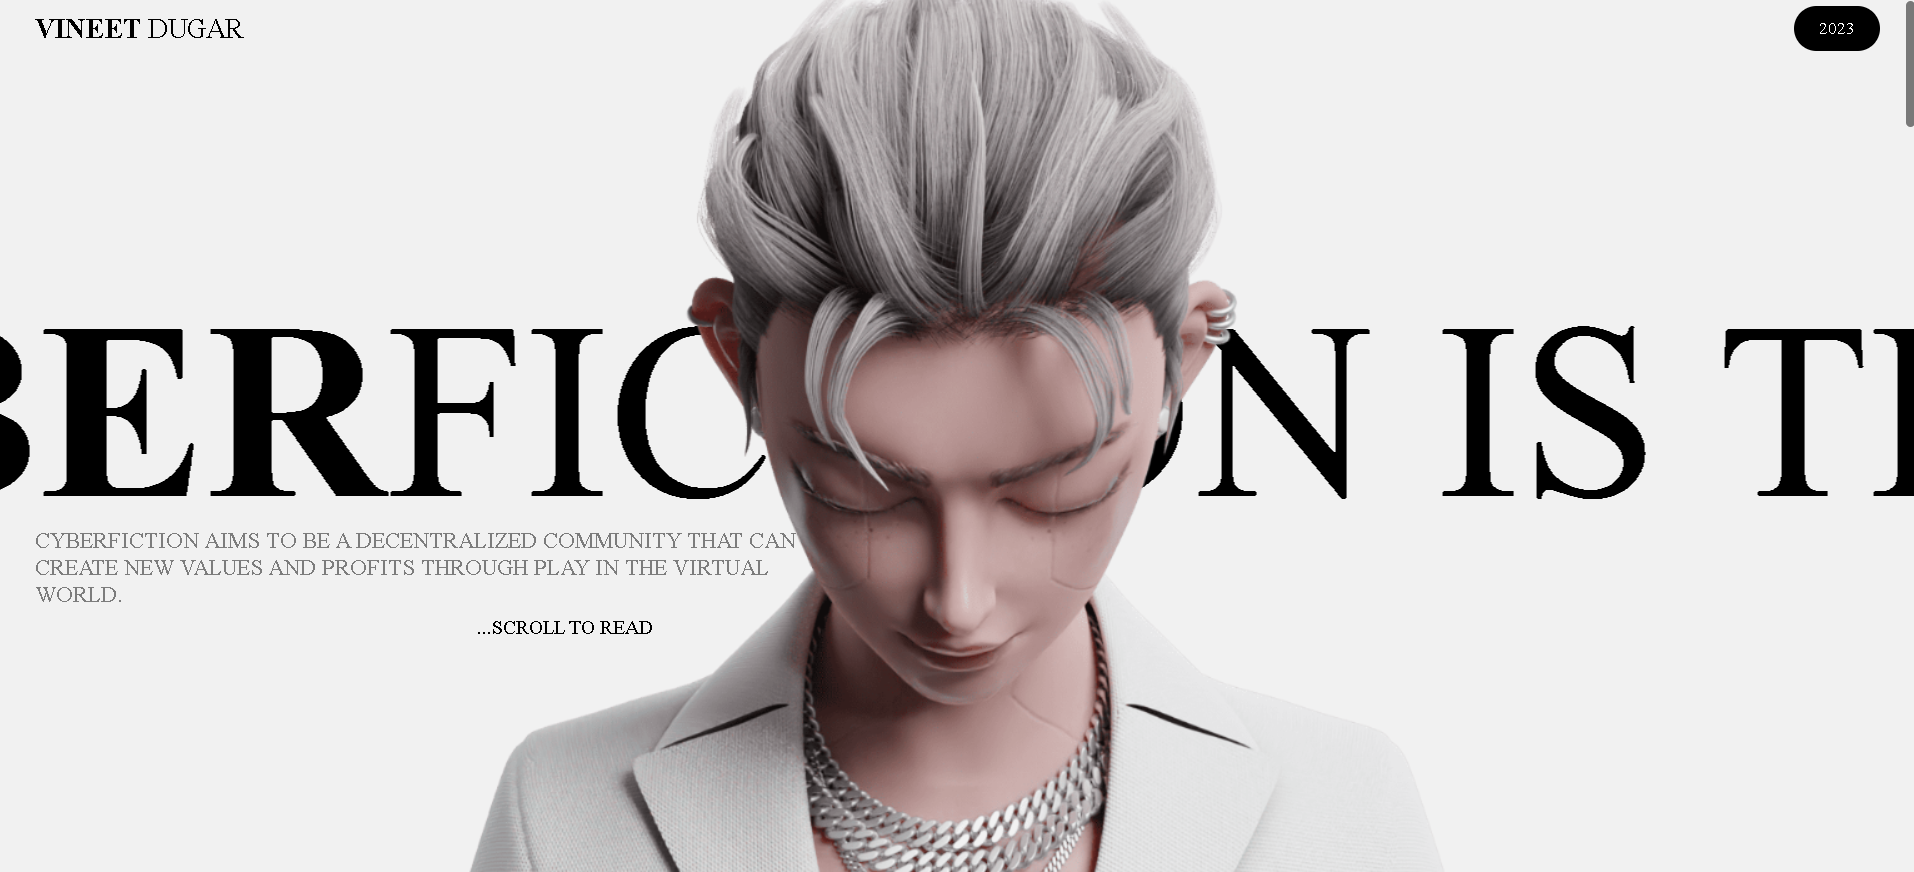 VINEET DUGAR
2023
BERFICTION IS T
CYBERFICTION AIMS TO BE A DECENTRALIZED COMMUNITY THAT CAN
CREATE NEW VALUES AND PROFITS THROUGH PLAY IN THE VIRTUAL
WORLD.
...SCROLL TO READ